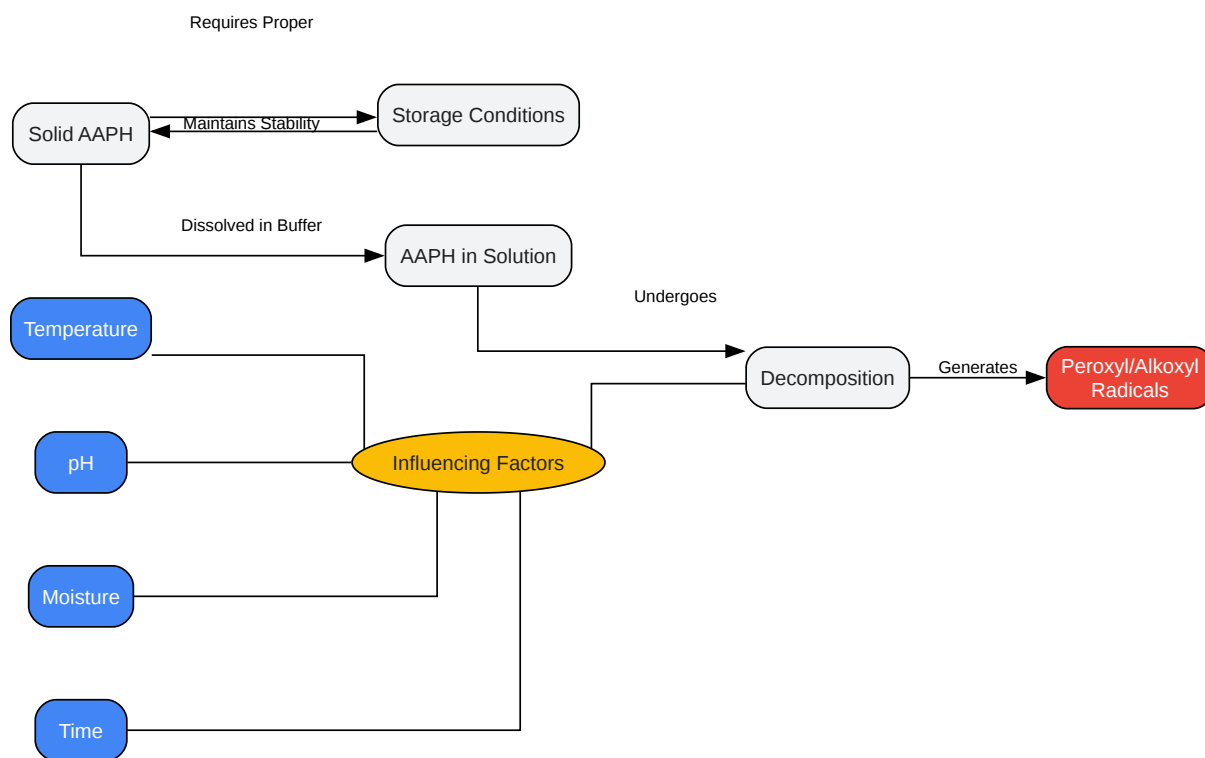 Requires Proper
Storage Conditions
Solid AAPH
Maintains Stability
Dissolved in Buffer
AAPH in Solution
Undergoes
Temperature
Decomposition
Generates
Peroxyl/Alkoxyl
Radicals
pH
Influencing Factors
Moisture
Time